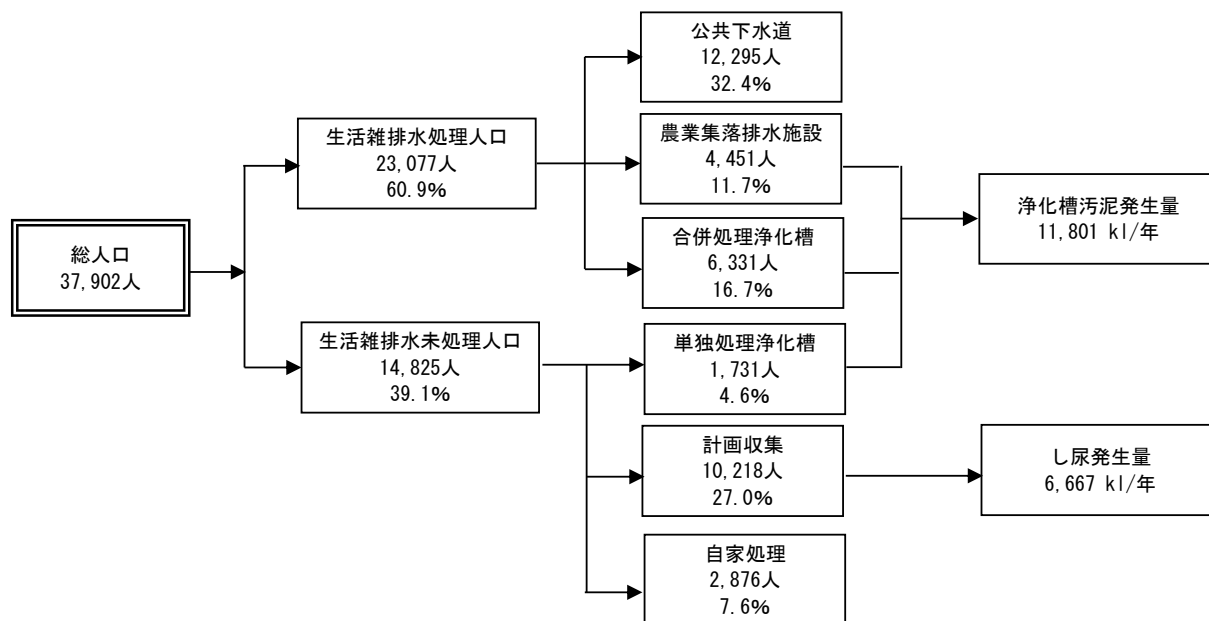 総人口
37,902人
生活雑排水処理人口
23,077人
60.9%
生活雑排水未処理人口
14,825人
39.1%
公共下水道
12,295人
32.4%
農業集落排水施設
4,451人
11.7%
合併処理浄化槽
6,331人
16.7%
単独処理浄化槽
1,731人
4.6%
計画収集
10,218人
27.0%
自家処理
2,876人
7.6%
浄化槽汚泥発生量
11,801 kl/年
し尿発生量
6,667 kl/年